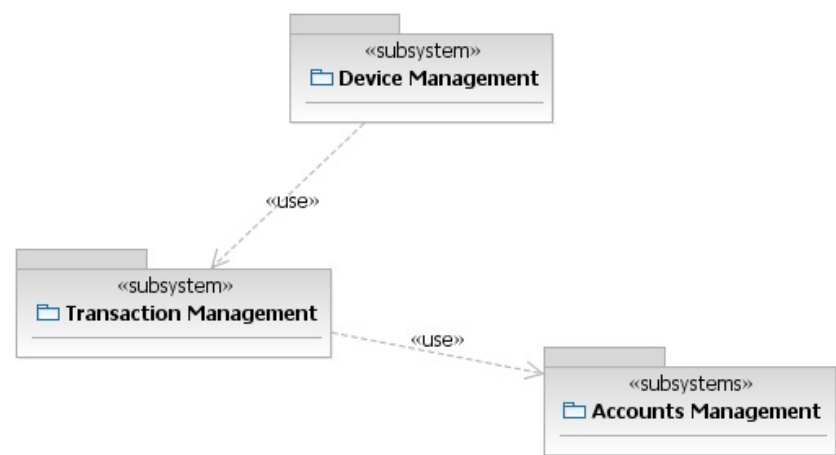 «subsystem»
Device Management
«use»
«subsystem»
Transaction Management
«use»
«subsystems»
Accounts Management